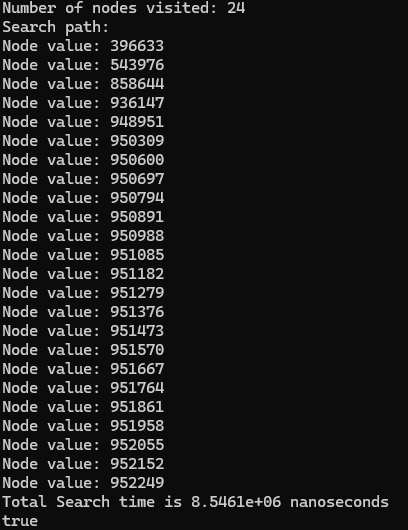 Number of nodes visited: 24
Search path:
Node value: 396633
Node value: 543976
Node value: 858644
Node value: 936147
Node value: 948951
Node value: 950309
Node value: 950600
Node value: 950697
Node value: 950794
Node value: 950891
Node value: 950988
Node value: 951085
Node value: 951182
Node value: 951279
Node value: 951376
Node value: 951473
Node value: 951570
Node value: 951667
Node value: 951764
Node value: 951861
Node value: 951958
Node value: 952055
Node value: 952152
Node value: 952249
Total Search time is 8.5461e+06 nanoseconds
true